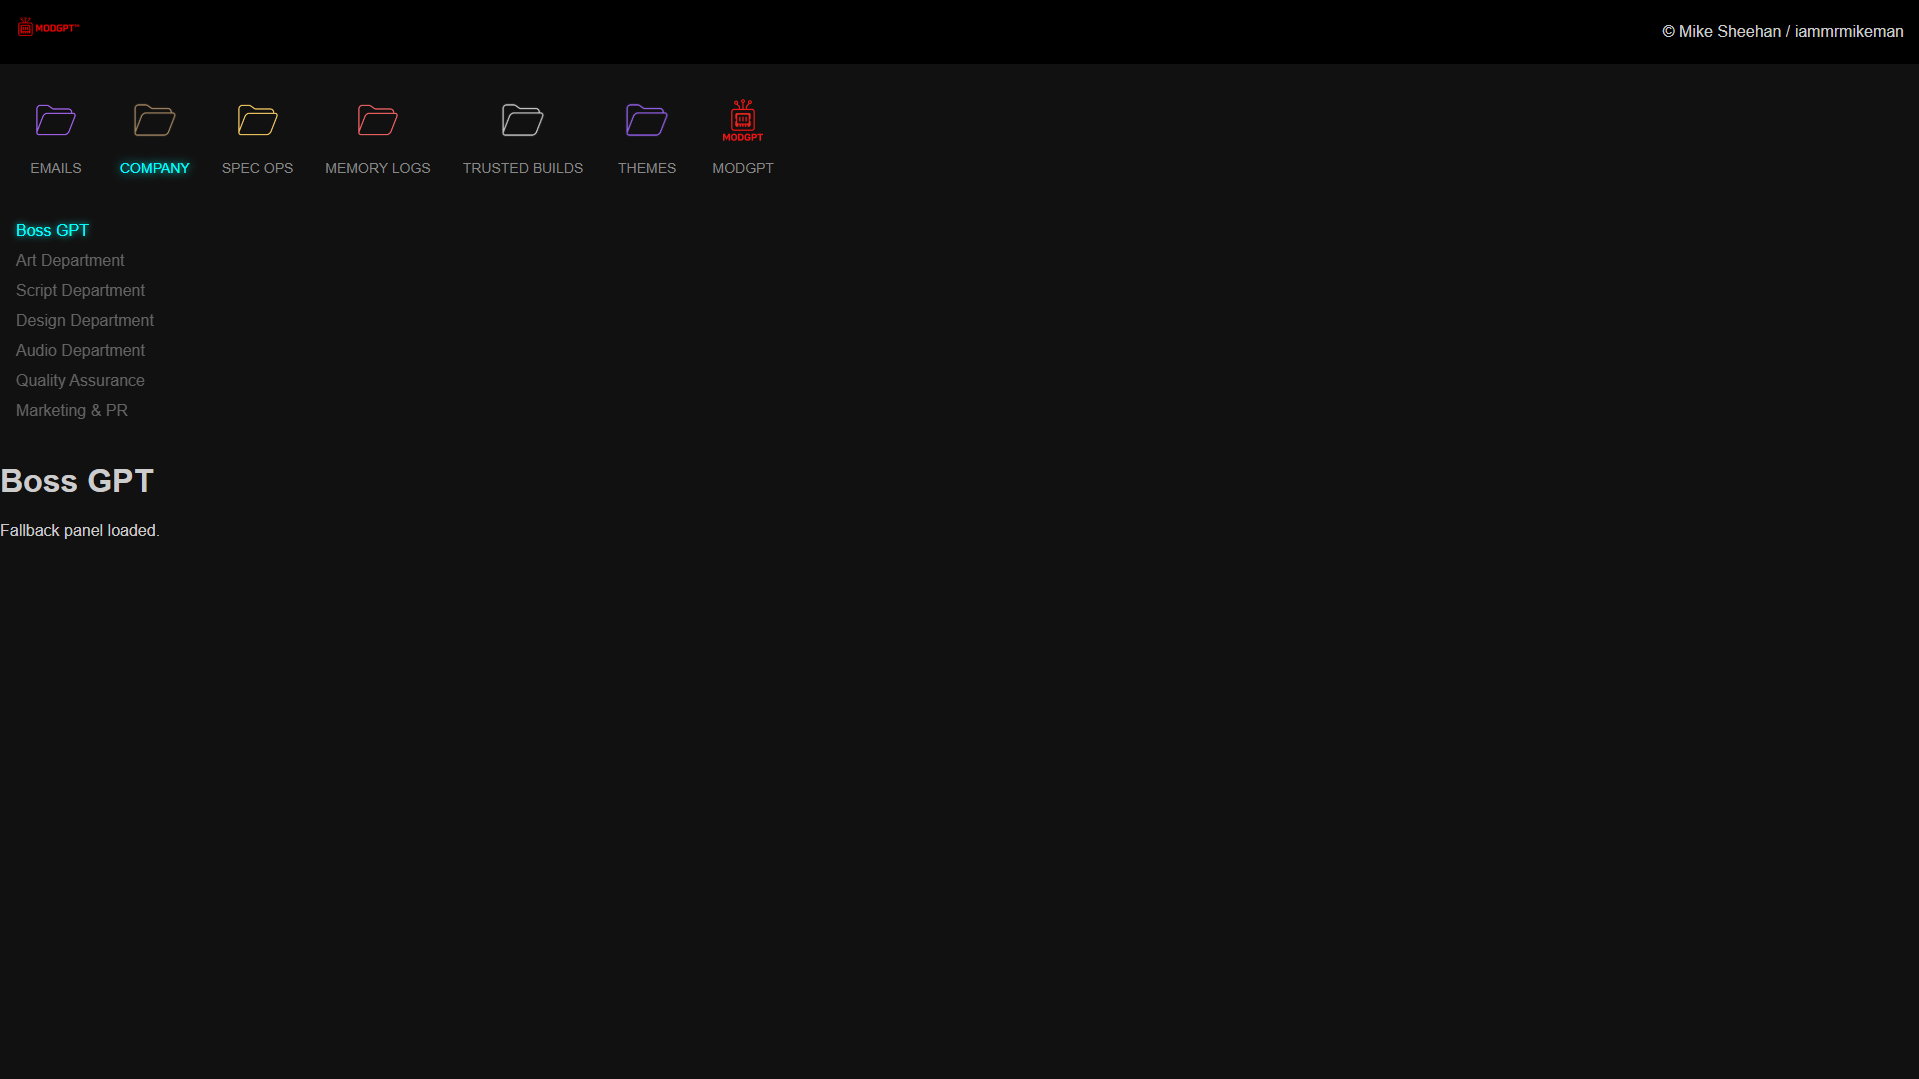 MODGPT™
© Mike Sheehan / iammrmikeman
MODGPT
EMAILS
COMPANY
SPEC OPS
MEMORY LOGS
TRUSTED BUILDS
THEMES
MODGPT
Boss GPT
Art Department
Script Department
Design Department
Audio Department
Quality Assurance
Marketing & PR
Boss GPT
Fallback panel loaded.